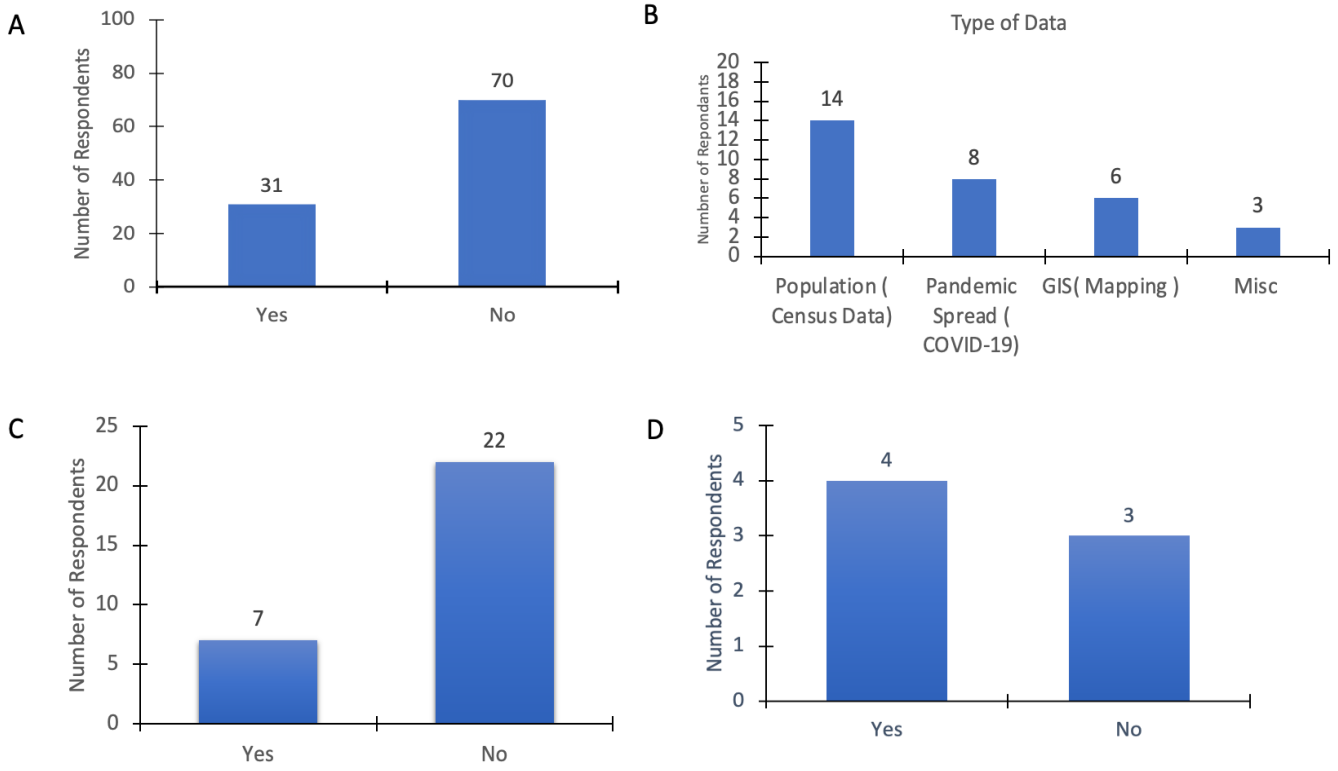 A
Number of Respondents
100
80
60
40
20
0
31
70
Yes
No
B
Type of Data
Numbner of Repondants
20
18
16
14
12
10
8
6
4
2
0
14
8
6
3
Population (
Census Data)
Pandemic
Spread (
COVID-19)
GIS( Mapping )
Misc
C
Number of Respondents
25
20
15
10
5
0
7
22
Yes
No
D
Number of Respondents
5
4
3
2
1
0
4
3
Yes
No